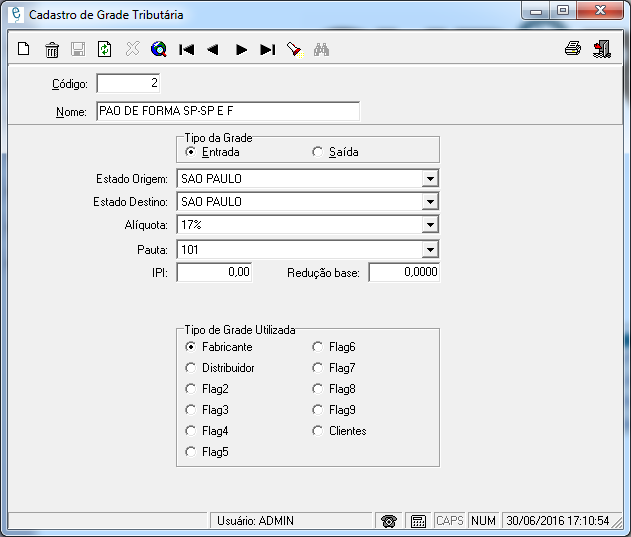 Cadastro de Grade Tributária
Código: 2
Nome: PAO DE FORMA SP-SP E F
Tipo da Grade
Entrada Saída
Estado Origem: SAO PAULO
Estado Destino: SAO PAULO
Alíquota: 17%
Pauta: 101
IPI: 0,00 Redução base: 0,0000
Tipo de Grade Utilizada
Fabricante Flag6
Distribuidor Flag7
Flag2 Flag8
Flag3 Flag9
Flag4 Clientes
Flag5
Usuário: ADMIN CAPS NUM 30/06/2016 17:10:54